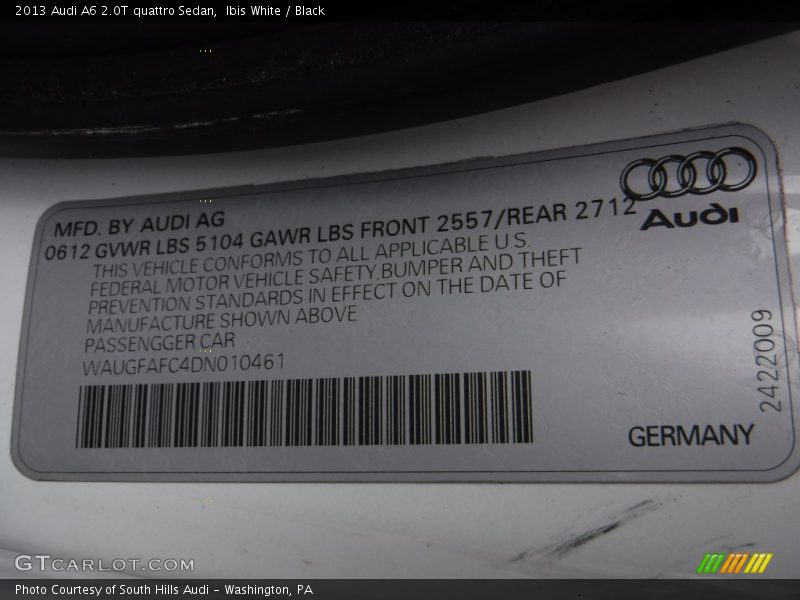 2013 Audi A6 2.0T quattro Sedan,  Ibis White / Black
MFD. BY AUDI AG
0612 GVWR LBS 5104 GAWR LBS FRONT 2557/REAR 2712
Audi
THIS VEHICLE CONFORMS TO ALL APPLICABLE U.S.
FEDERAL MOTOR VEHICLE SAFETY,BUMPER AND THEFT
PREVENTION STANDARDS IN EFFECT ON THE DATE OF
MANUFACTURE SHOWN ABOVE
PASSENGGER CAR
WAUGFAFC4DN010461
2422009
GERMANY
GTCARLOT.COM
Photo Courtesy of South Hills Audi - Washington, PA